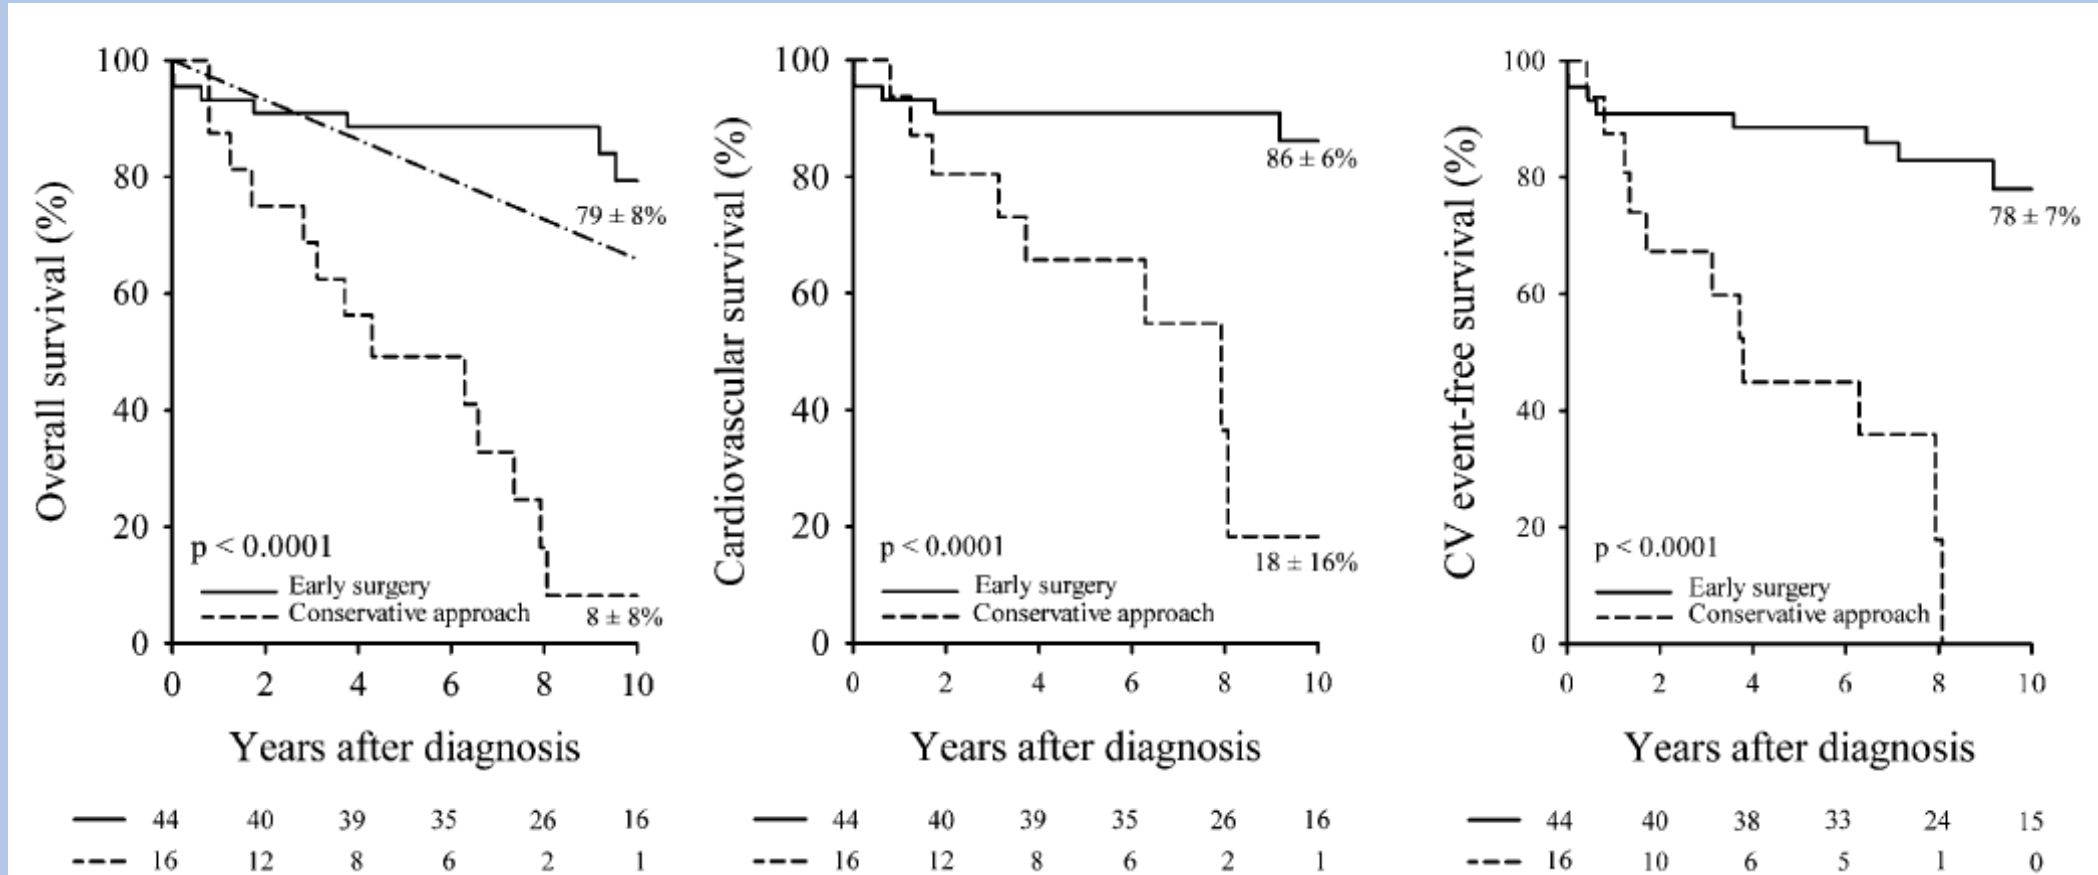 Overall survival (%)
100
80
60
40
20
0
79 ± 8%
8 ± 8%
p < 0.0001
Early surgery
Conservative approach
0 2 4 6 8 10
Years after diagnosis
44 40 39 35 26 16
16 12 8 6 2 1
Cardiovascular survival (%)
100
80
60
40
20
0
86 ± 6%
18 ± 16%
p < 0.0001
Early surgery
Conservative approach
0 2 4 6 8 10
Years after diagnosis
44 40 39 35 26 16
16 12 8 6 2 1
CV event-free survival (%)
100
80
60
40
20
0
78 ± 7%
p < 0.0001
Early surgery
Conservative approach
0 2 4 6 8 10
Years after diagnosis
44 40 38 33 24 15
16 10 6 5 1 0